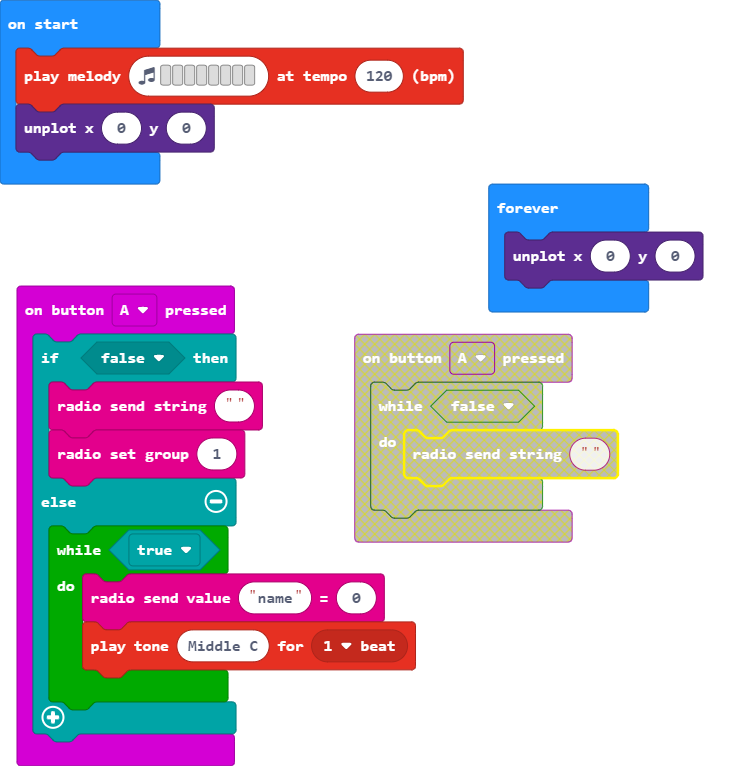 on start
play melody at tempo 120 (bpm)
unplot x 0 y 0
forever
unplot x 0 y 0
on button A pressed
if false then
radio send string ""
radio set group 1
else
while true
do
radio send value "name" = 0
play tone Middle C for 1 beat
on button A pressed
while false
do
radio send string ""